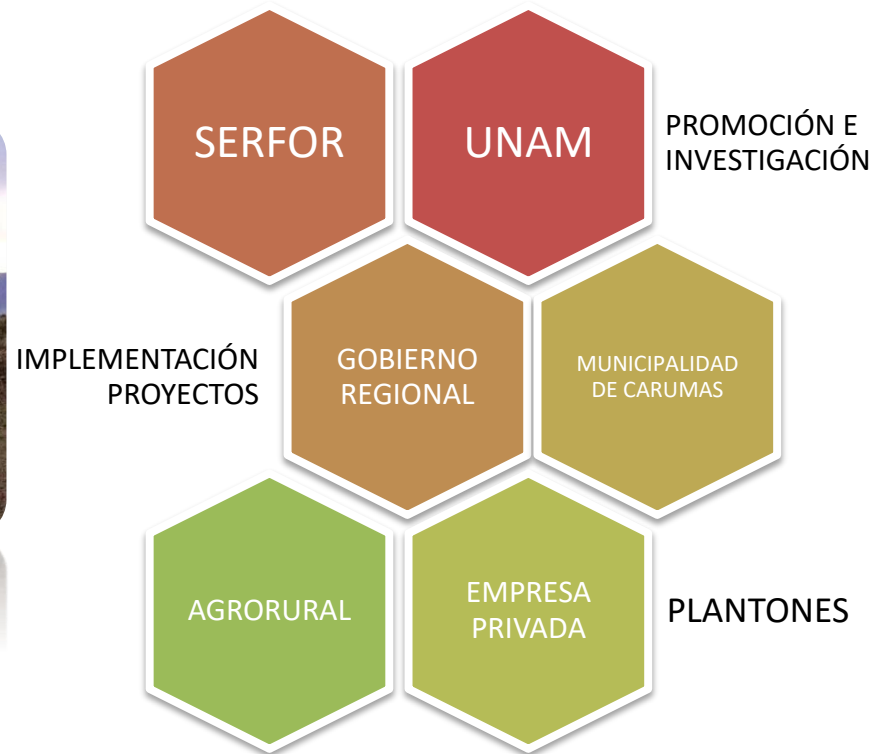 SERFOR
UNAM
PROMOCIÓN E
INVESTIGACIÓN
IMPLEMENTACIÓN
PROYECTOS
GOBIERNO
REGIONAL
MUNICIPALIDAD
DE CARUMAS
AGRORURAL
EMPRESA
PRIVADA
PLANTONES